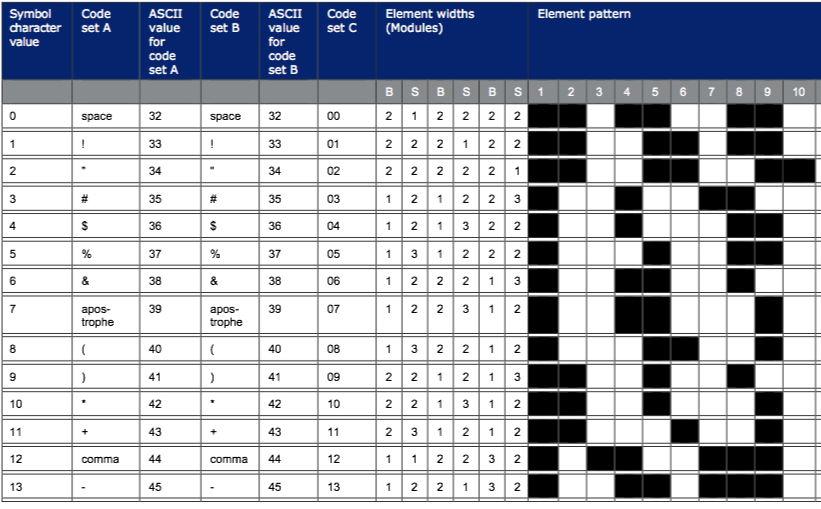 Symbol character value Code set A ASCII value for code set A Code set B ASCII value for code set B Code set C Element widths (Modules) Element pattern
B S B S B S 1 2 3 4 5 6 7 8 9 10
0 space 32 space 32 00 2 1 2 2 2 2
1 ! 33 ! 33 01 2 2 2 1 2 2
2 " 34 " 34 02 2 2 2 2 2 1
3 # 35 # 35 03 1 2 1 2 2 3
4 $ 36 $ 36 04 1 2 1 3 2 2
5 % 37 % 37 05 1 3 1 2 2 2
6 & 38 & 38 06 1 2 2 2 1 3
7 apos-trophe 39 apos-trophe 39 07 1 2 2 3 1 2
8 ( 40 ( 40 08 1 3 2 2 1 2
9 ) 41 ) 41 09 2 2 1 2 1 3
10 * 42 * 42 10 2 2 1 3 1 2
11 + 43 + 43 11 2 3 1 2 1 2
12 comma 44 comma 44 12 1 1 2 2 3 2
13 - 45 - 45 13 1 2 2 1 3 2